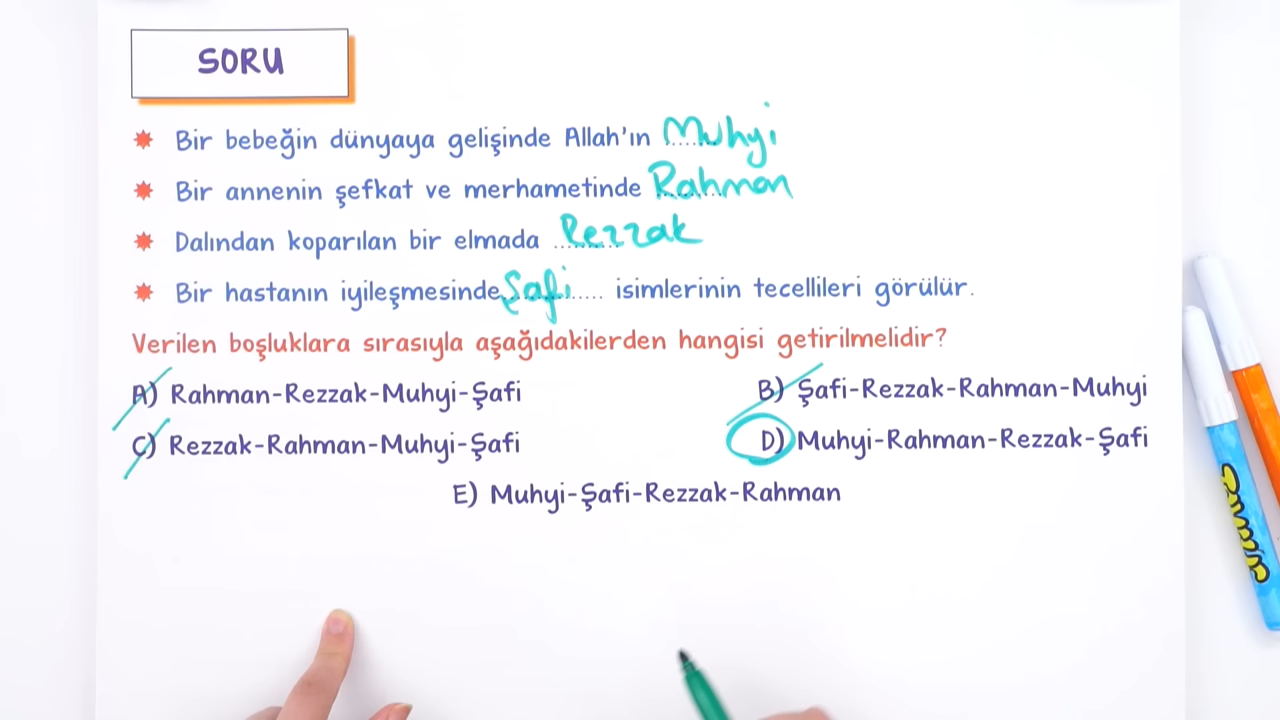 SORU
Bir bebeğin dünyaya gelişinde Allah'ın Muhyi
Bir annenin şefkat ve merhametinde Rahman
Dalından koparılan bir elmada Rezzak
Bir hastanın iyileşmesinde Şafi ..... isimlerinin tecellileri görülür.
Verilen boşluklara sırasıyla aşağıdakilerden hangisi getirilmelidir?
A) Rahman-Rezzak-Muhyi-Şafi
B) Şafi-Rezzak-Rahman-Muhyi
C) Rezzak-Rahman-Muhyi-Şafi
D) Muhyi-Rahman-Rezzak-Şafi
E) Muhyi-Şafi-Rezzak-Rahman